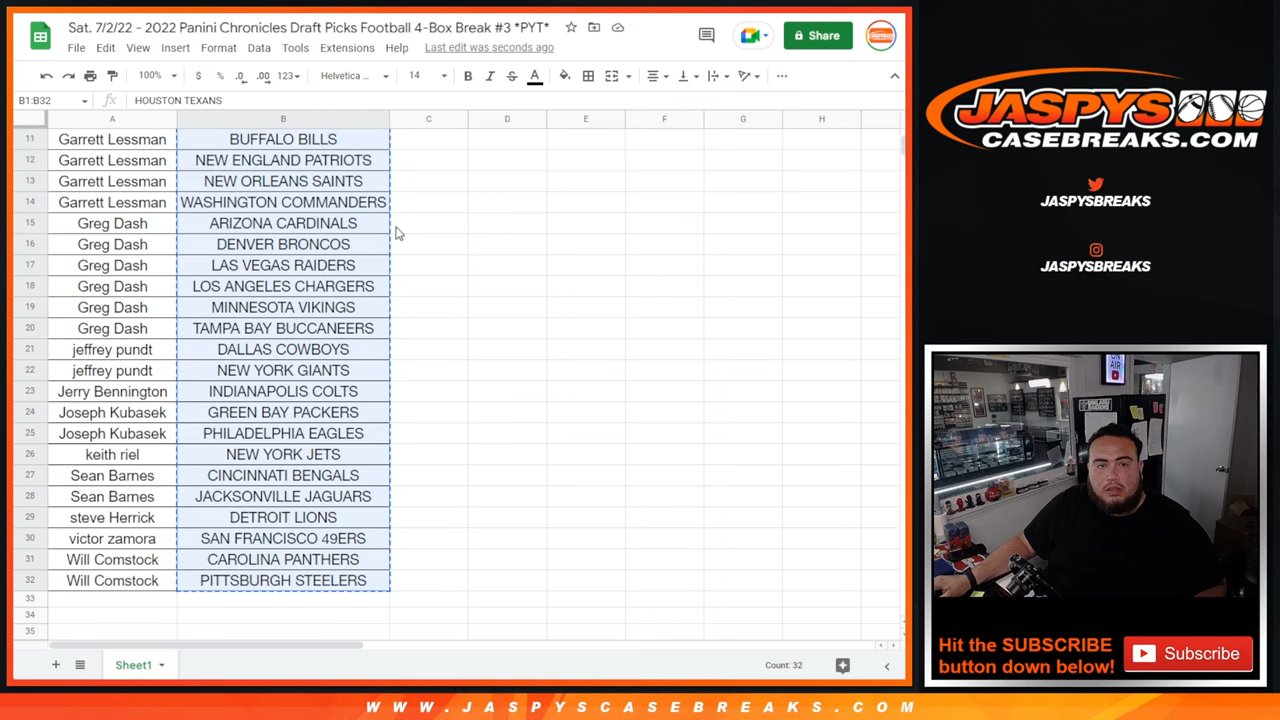 Sat. 7/2/22 - 2022 Panini Chronicles Draft Picks Football 4-Box Break #3 *PYT*
File Edit View Insert Format Data Tools Extensions Help Last edit was seconds ago
Share
100% $ % .0 .00 123 Helvetica ... 14 B I S A
B1:B32 fx HOUSTON TEXANS
A B C D E F G H
11 Garrett Lessman BUFFALO BILLS
12 Garrett Lessman NEW ENGLAND PATRIOTS
13 Garrett Lessman NEW ORLEANS SAINTS
14 Garrett Lessman WASHINGTON COMMANDERS
15 Greg Dash ARIZONA CARDINALS
16 Greg Dash DENVER BRONCOS
17 Greg Dash LAS VEGAS RAIDERS
18 Greg Dash LOS ANGELES CHARGERS
19 Greg Dash MINNESOTA VIKINGS
20 Greg Dash TAMPA BAY BUCCANEERS
21 jeffrey pundt DALLAS COWBOYS
22 jeffrey pundt NEW YORK GIANTS
23 Jerry Bennington INDIANAPOLIS COLTS
24 Joseph Kubasek GREEN BAY PACKERS
25 Joseph Kubasek PHILADELPHIA EAGLES
26 keith riel NEW YORK JETS
27 Sean Barnes CINCINNATI BENGALS
28 Sean Barnes JACKSONVILLE JAGUARS
29 steve Herrick DETROIT LIONS
30 victor zamora SAN FRANCISCO 49ERS
31 Will Comstock CAROLINA PANTHERS
32 Will Comstock PITTSBURGH STEELERS
33
34
35
Sheet1
Count: 32
JASPYS
CASEBREAKS.COM
JASPYSBREAKS
JASPYSBREAKS
ON
AIR
Hit the SUBSCRIBE
button down below!
Subscribe
WWW.JASPYSCASEBREAKS.COM